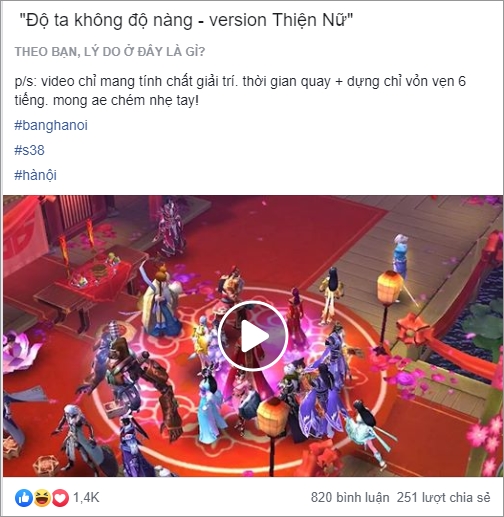 "Độ ta không độ nàng - version Thiện Nữ"
THEO BẠN, LÝ DO Ở ĐÂY LÀ GÌ?
p/s: video chỉ mang tính chất giải trí. thời gian quay + dựng chỉ vỏn vẹn 6
tiếng. mong ae chém nhẹ tay!
#banghanoi
#s38
#hànội
1,4K 820 bình luận 251 lượt chia sẻ